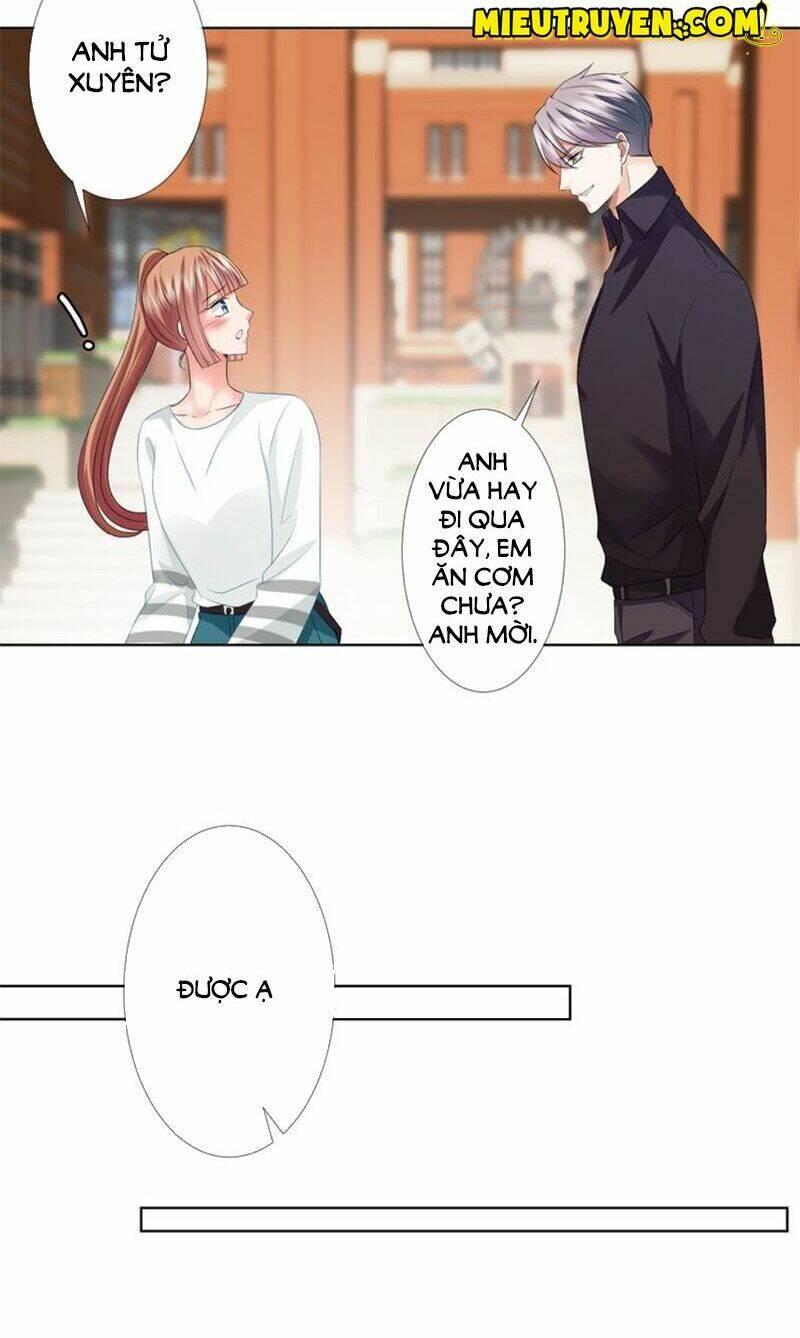 MIEUTRUYEN.COM
ANH TỬ
XUYÊN?
ANH
VỪA HAY
ĐI QUA
ĐÂY, EM
ĂN CƠM
CHƯA?
ANH MỜI.
ĐƯỢC Ạ